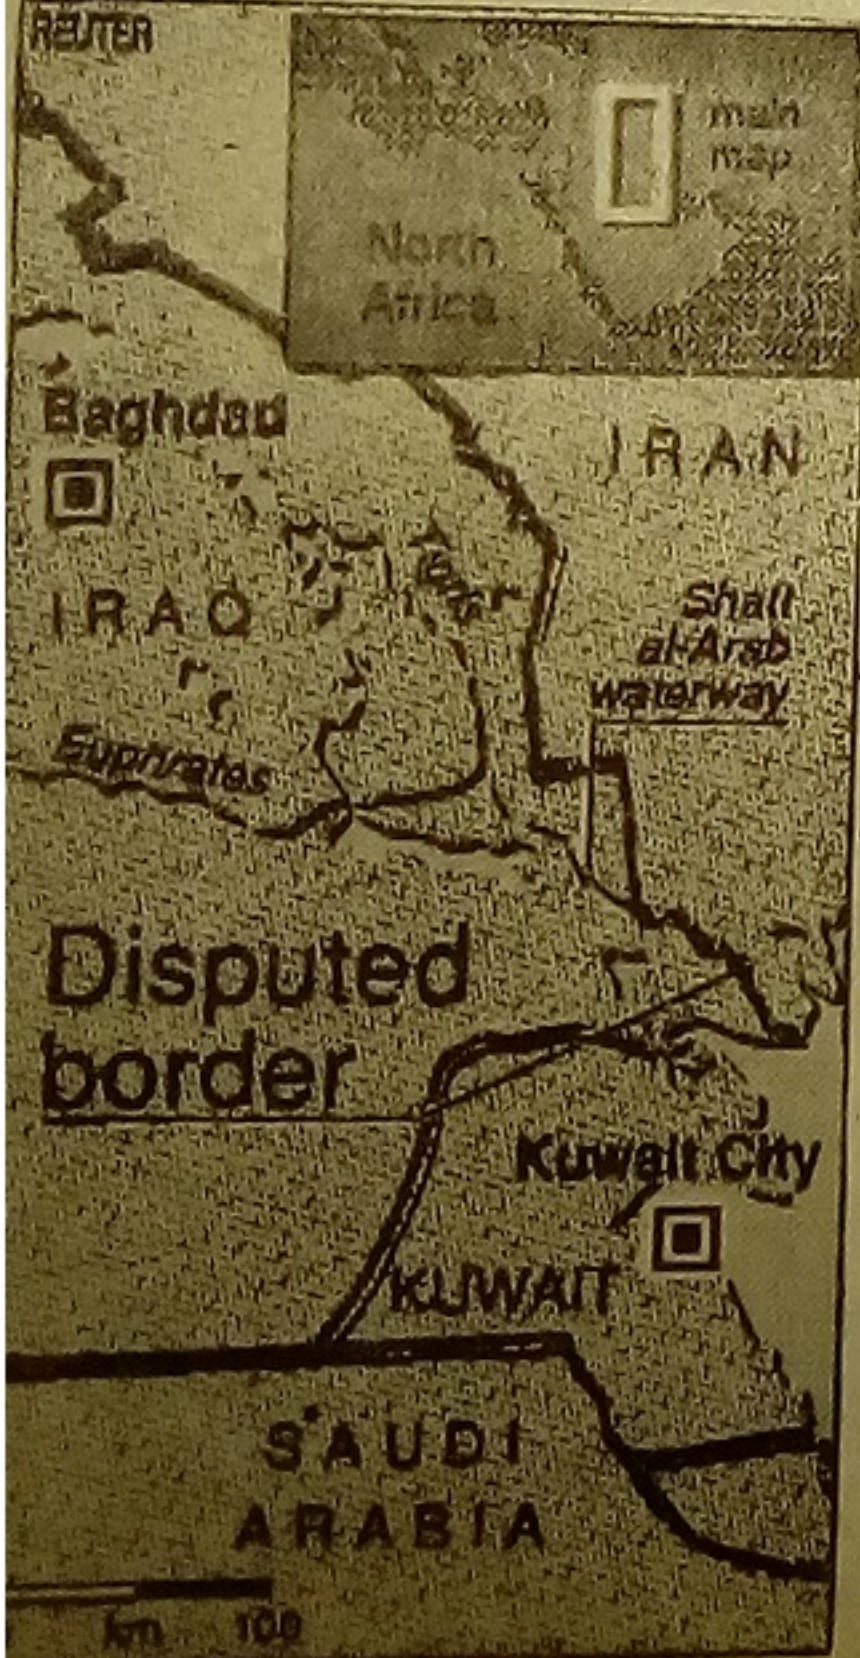 REUTER
main
map
North
Africa
Baghdad
IRAN
IRAQ
Shatt
al-Arab
waterway
Euphrates
Disputed
border
Kuwait City
KUWAIT
SAUDI
ARABIA
km 100